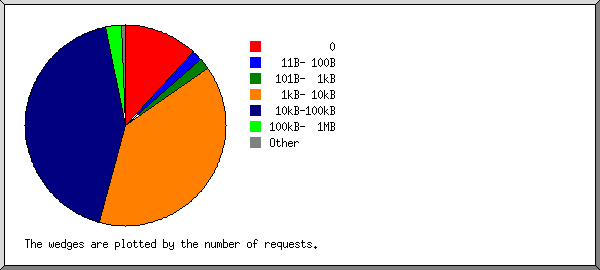 0
11B- 100B
101B- 1kB
1kB- 10kB
10kB-100kB
100kB- 1MB
Other
The wedges are plotted by the number of requests.